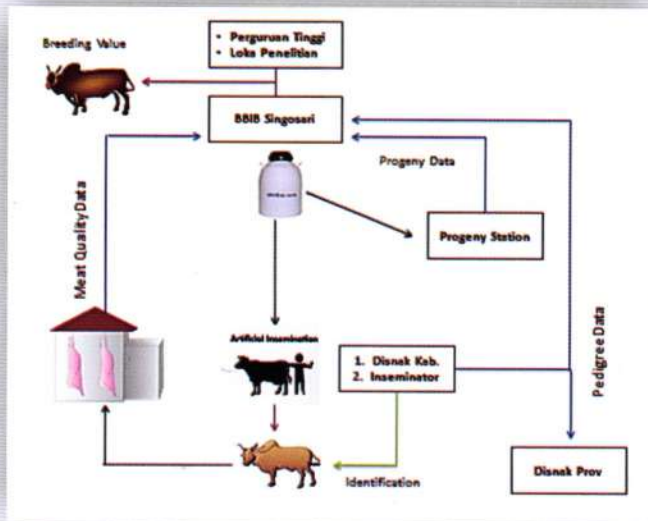 Breeding Value
• Perguruan Tinggi
• Loka Penelitian
BBIB Singosari
Progeny Data
Meat Quality Data
Progeny Station
Artificial Insemination
1. Disnak Kab.
2. Inseminator
Pedigree Data
Identification
Disnak Prov